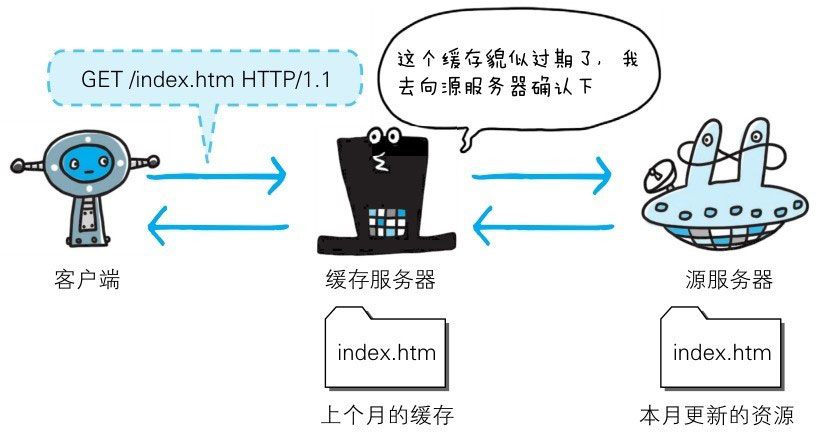 GET /index.htm HTTP/1.1
这个缓存貌似过期了，我
去向源服务器确认下
客户端
缓存服务器
源服务器
index.htm
index.htm
上个月的缓存
本月更新的资源